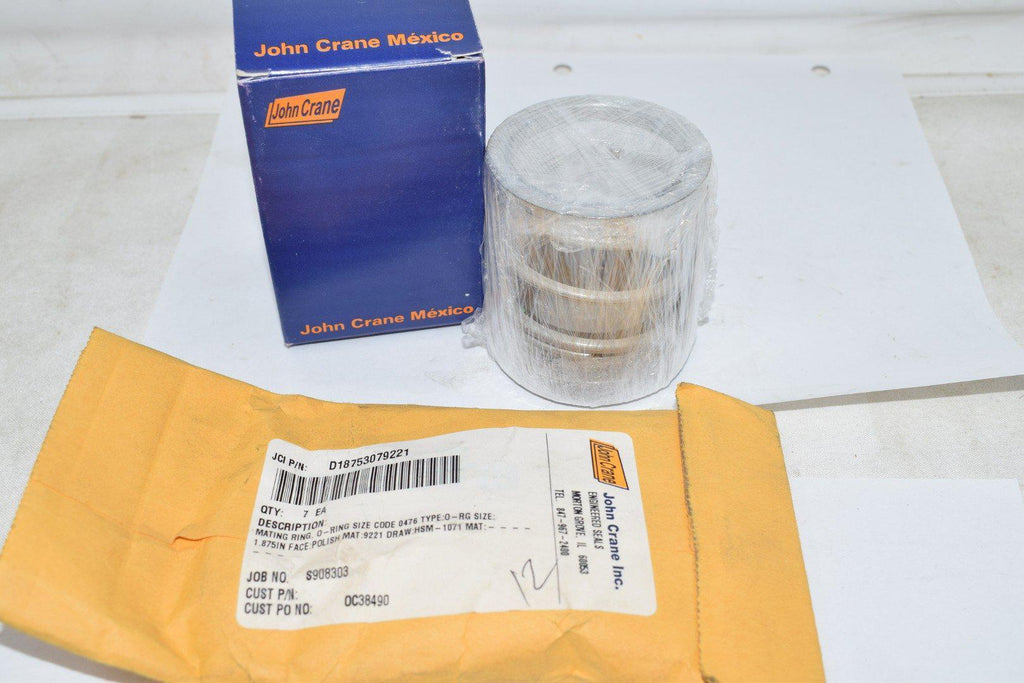 John Crane México
John Crane
John Crane México
JCI P/N: D18753079221
QTY: 7 EA
DESCRIPTION:
MATING RING, O-RING SIZE CODE 0476 TYPE:O-RG SIZE:
1.875IN FACE:POLISH MAT:9221 DRAW:HSM-1071 MAT:- - - -
- - -
JOB NO. S908303
CUST P/N:
CUST PO NO: OC38490
John Crane
John Crane Inc.
ENGINEERED SEALS
MORTON GROVE, IL 60053
TEL. 847-967-2400
12